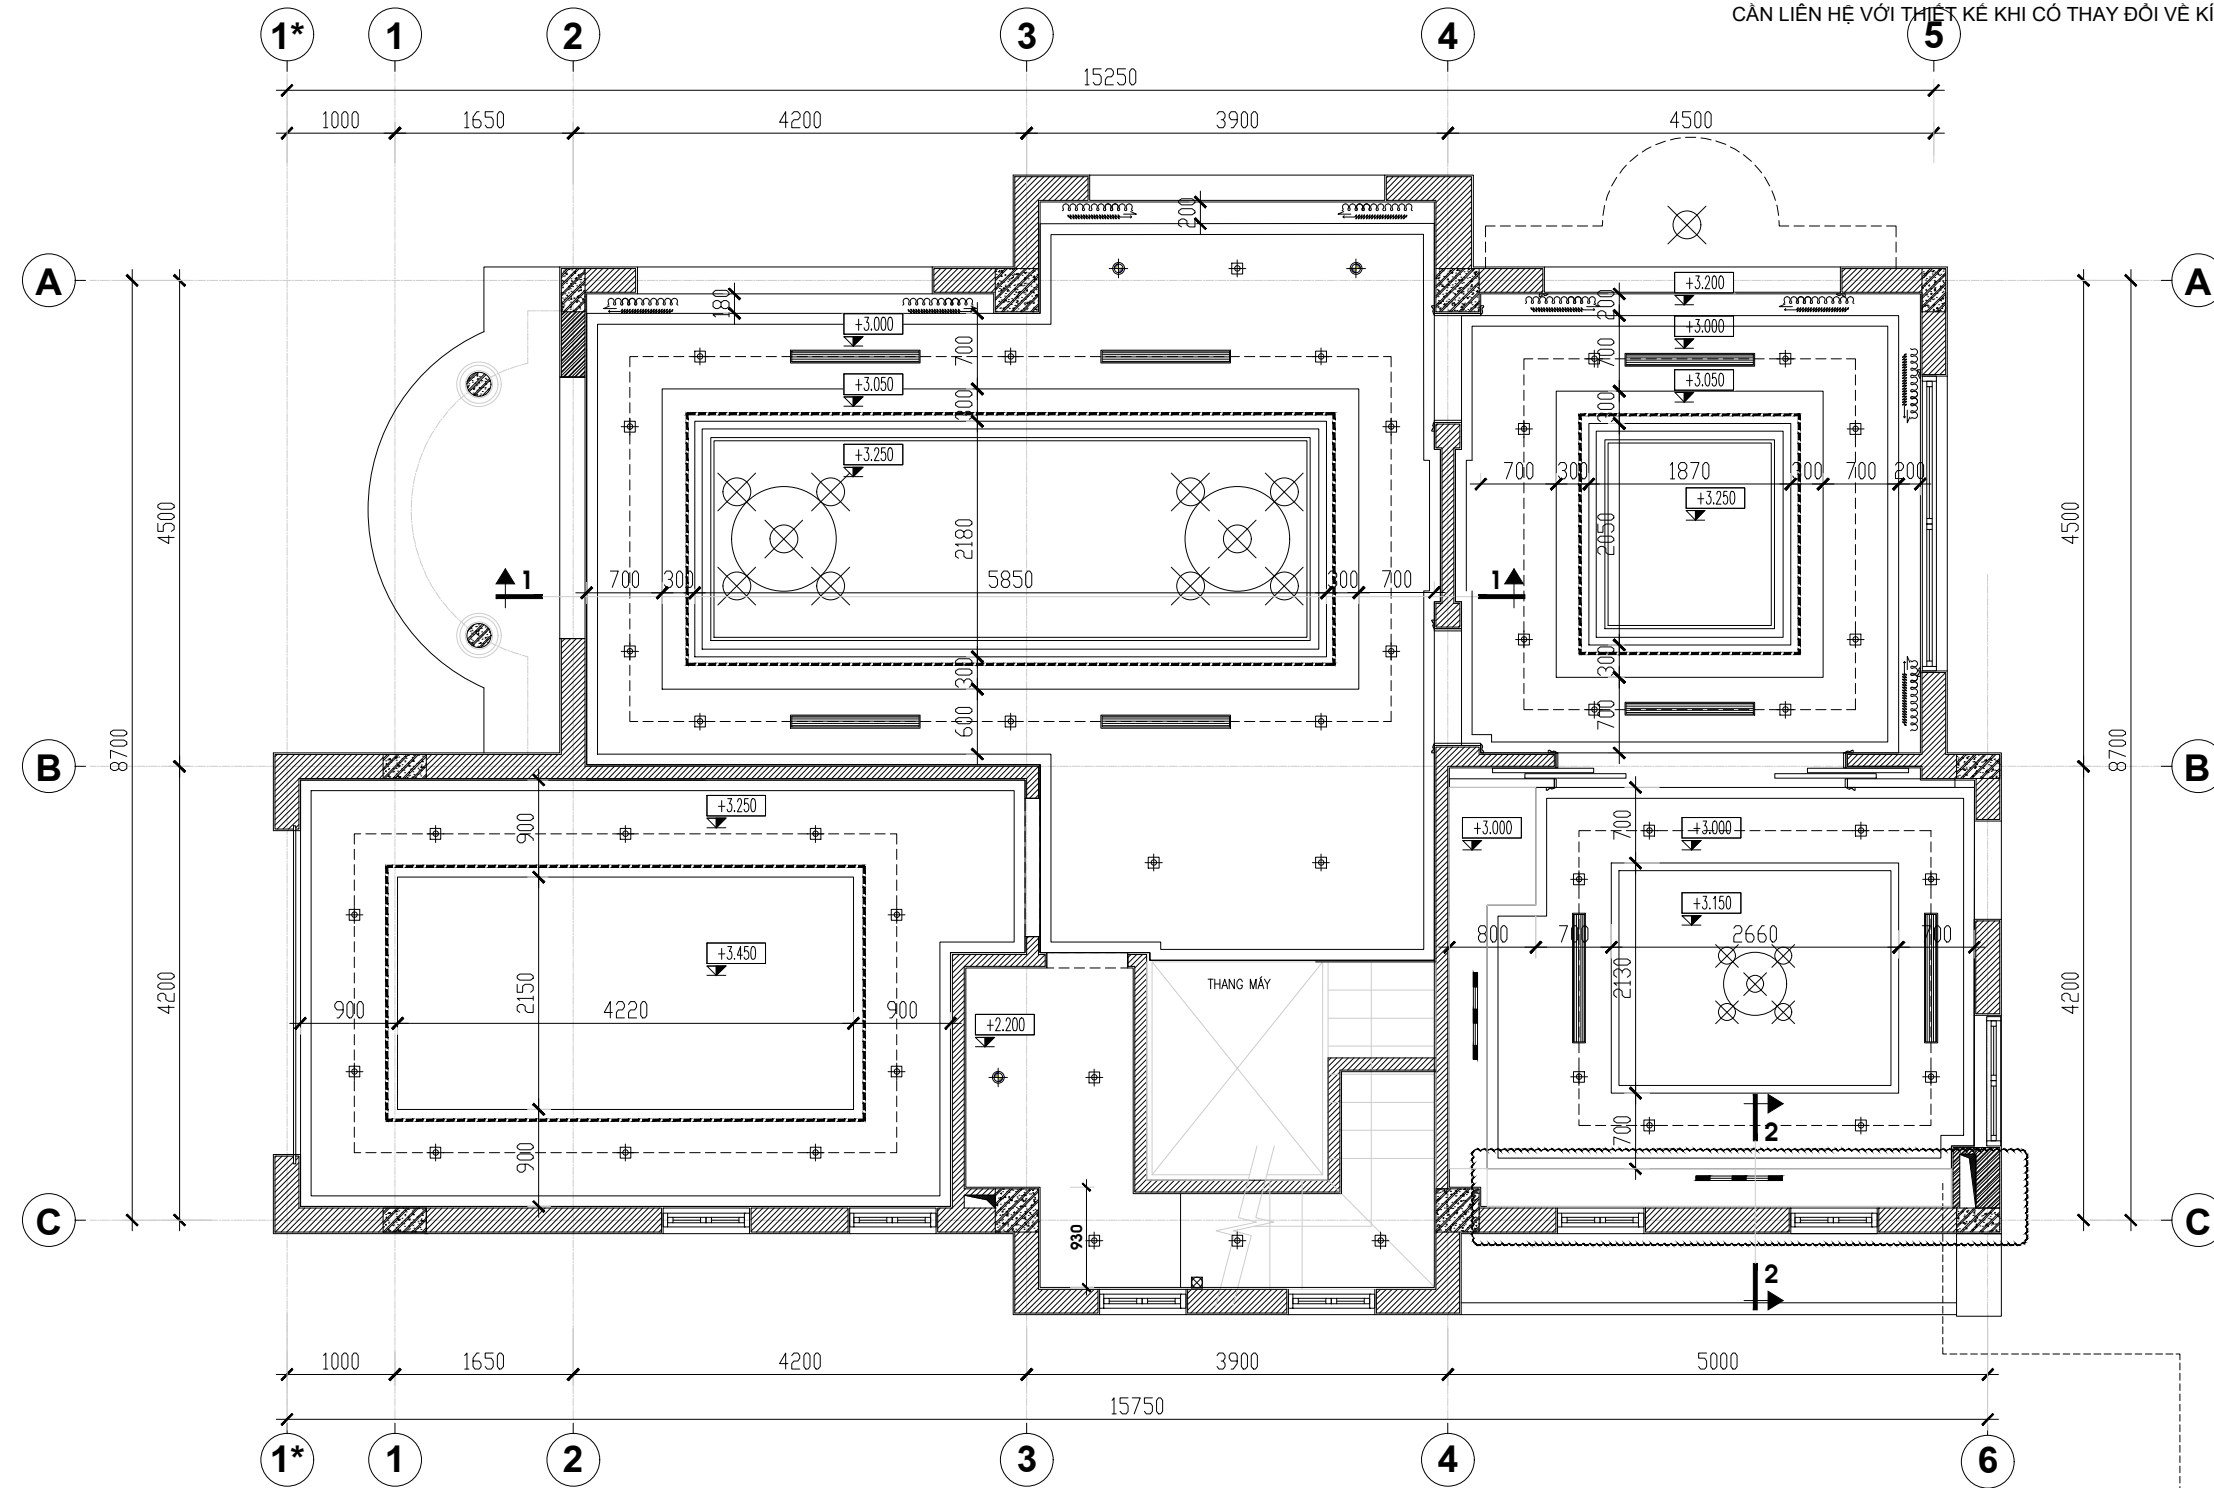 CẦN LIÊN HỆ VỚI THIẾT KẾ KHI CÓ THAY ĐỔI VỀ KÍ
1* 1 2 3 4 5
15250
1000 1650 4200 3900 4500
200
A A
+3.200
180 200
+3.000 +3.000
700 700
+3.050 +3.050
300 300
+3.250
700 300 1870 300 700 200
+3.250
4500 2180 2050 4500
1 700 300 5850 300 700 1
300 300
600 700
8700 8700
B B
+3.250 +3.000 +3.000
900 700
+3.150
800 700 2660 700
+3.450
4200 2150 2130 4200
THANG MÁY
900 4220 900
+2.200
700
2
900
C C
930
2
1000 1650 4200 3900 5000
15750
1* 1 2 3 4 6